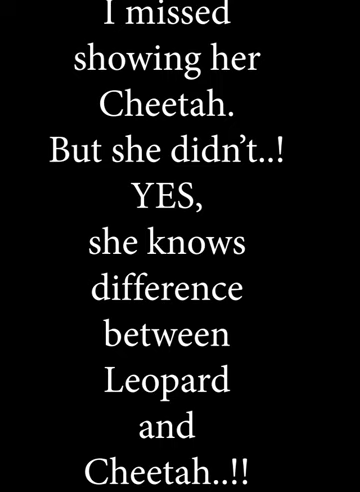 I missed
showing her
Cheetah.
But she didn’t..!
YES,
she knows
difference
between
Leopard
and
Cheetah..!!